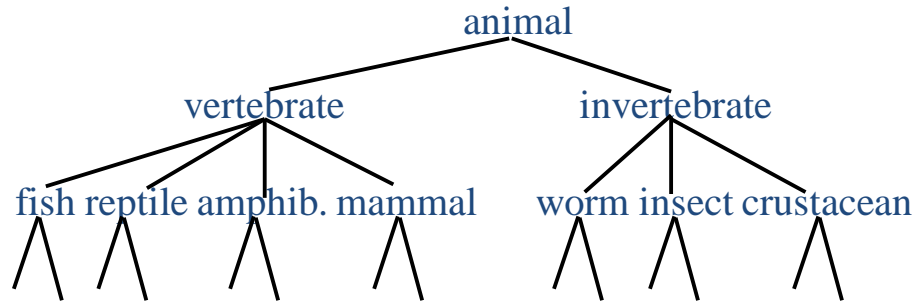 animal
vertebrate invertebrate
fish reptile amphib. mammal worm insect crustacean